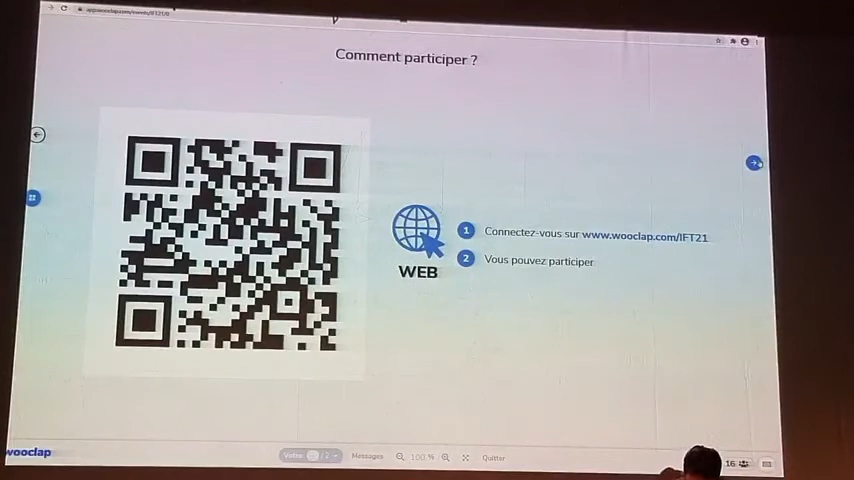 Comment participer ?
1 Connectez-vous sur www.wooclap.com/IFT21
2 Vous pouvez participer
WEB
wooclap
Messages
100 %
Quitter
16